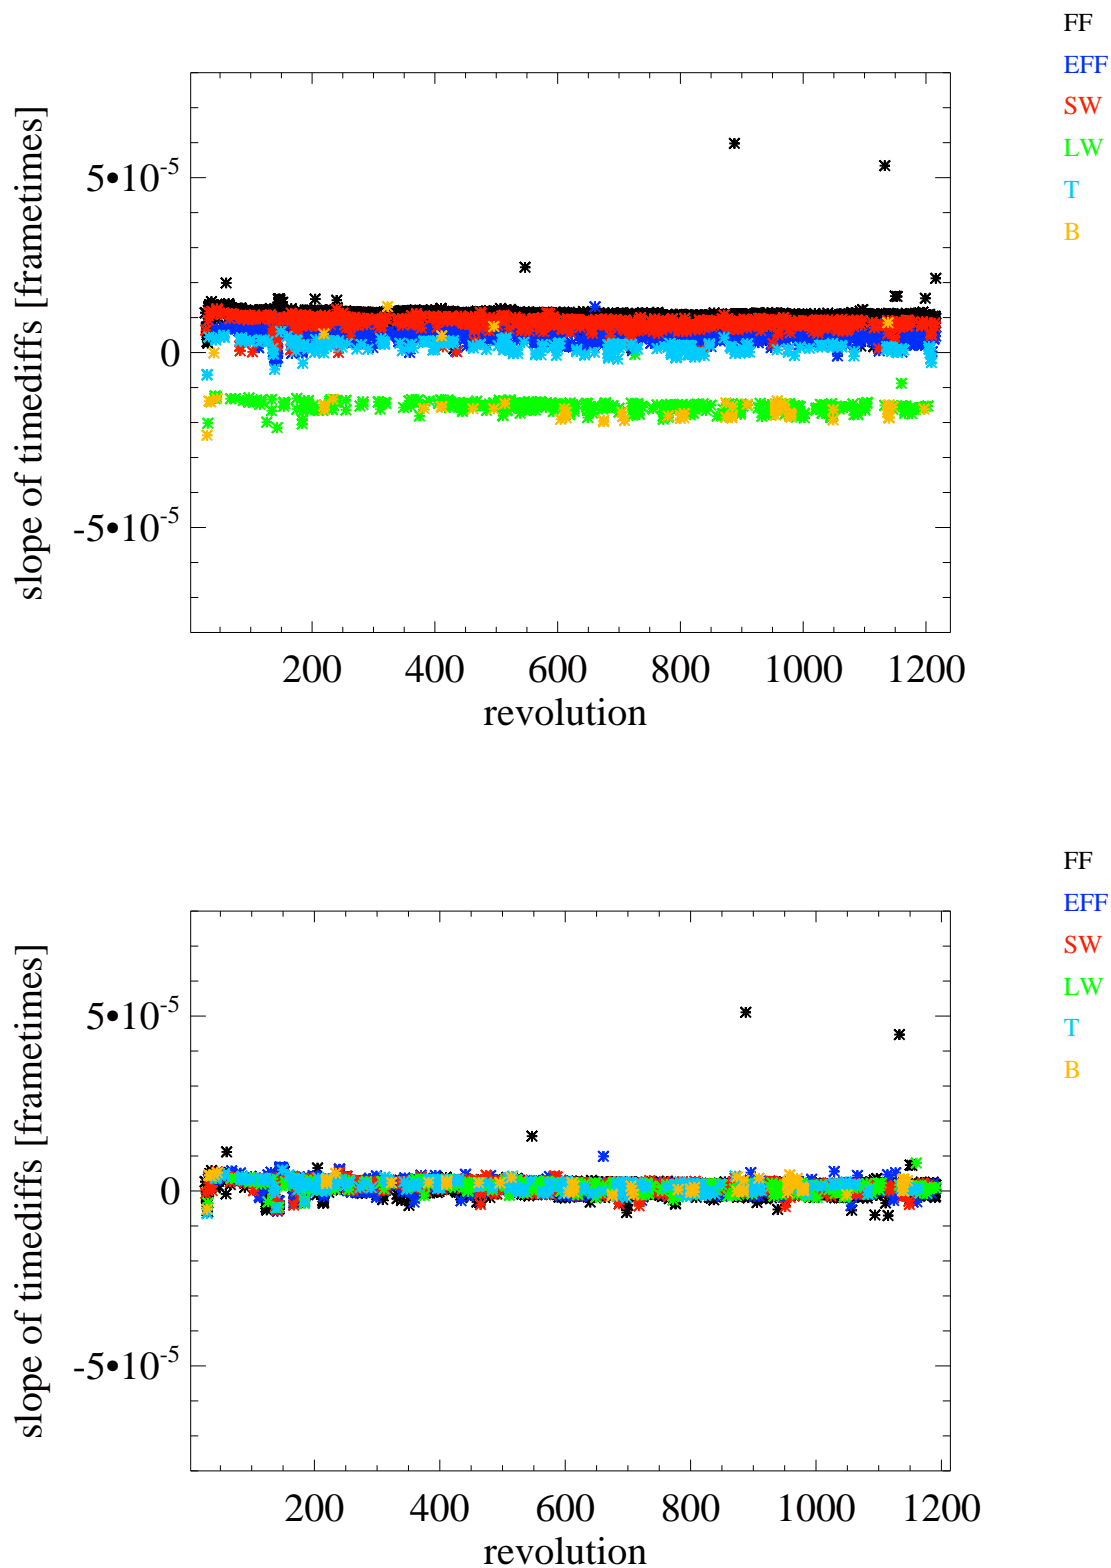 FF
EFF
SW
LW
T
B
slope of timediffs [frametimes]
5•10⁻⁵
0
-5•10⁻⁵
200 400 600 800 1000 1200
revolution
FF
EFF
SW
LW
T
B
slope of timediffs [frametimes]
5•10⁻⁵
0
-5•10⁻⁵
200 400 600 800 1000 1200
revolution